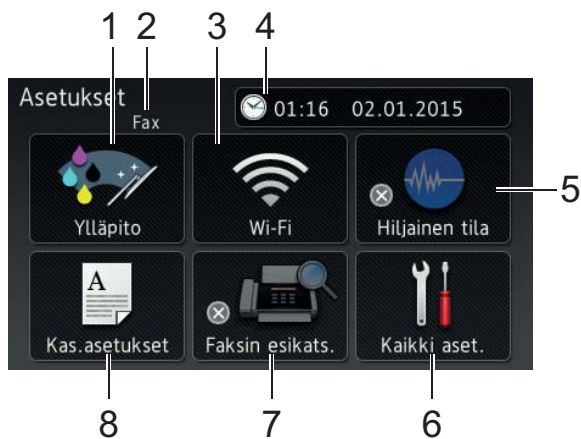 1 2 3 4
Asetukset
Fax
01:16 02.01.2015
Ylläpito
Wi-Fi
Hiljainen tila
5
A
Kas.asetukset
Faksin esikats.
Kaikki aset.
8 7 6